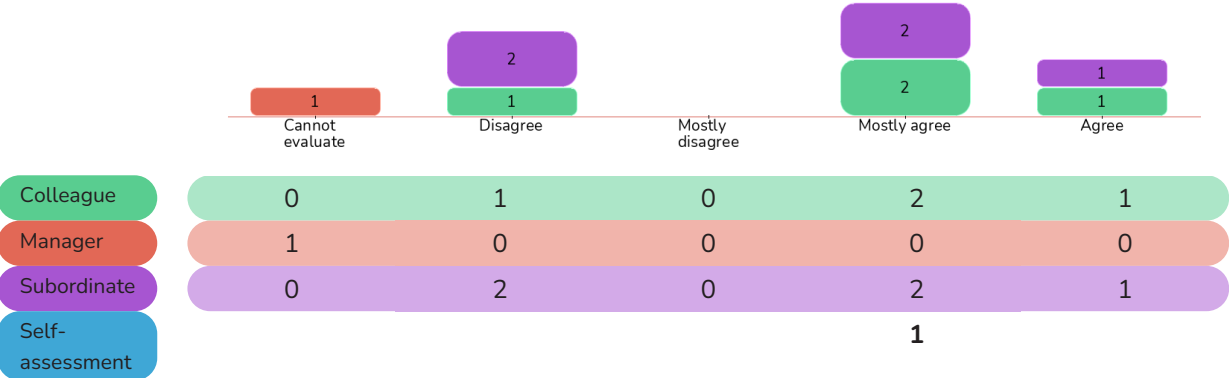 2
2
2
1
1
1
1
Cannot
evaluate
Disagree
Mostly
disagree
Mostly agree
Agree
Colleague 0 1 0 2 1
Manager 1 0 0 0 0
Subordinate 0 2 0 2 1
Self-
assessment
1